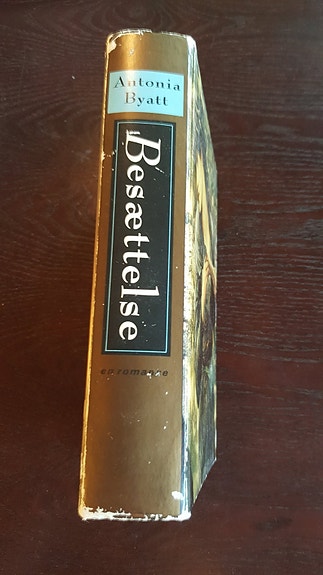 Antonia
Byatt
Besættelse
en romance